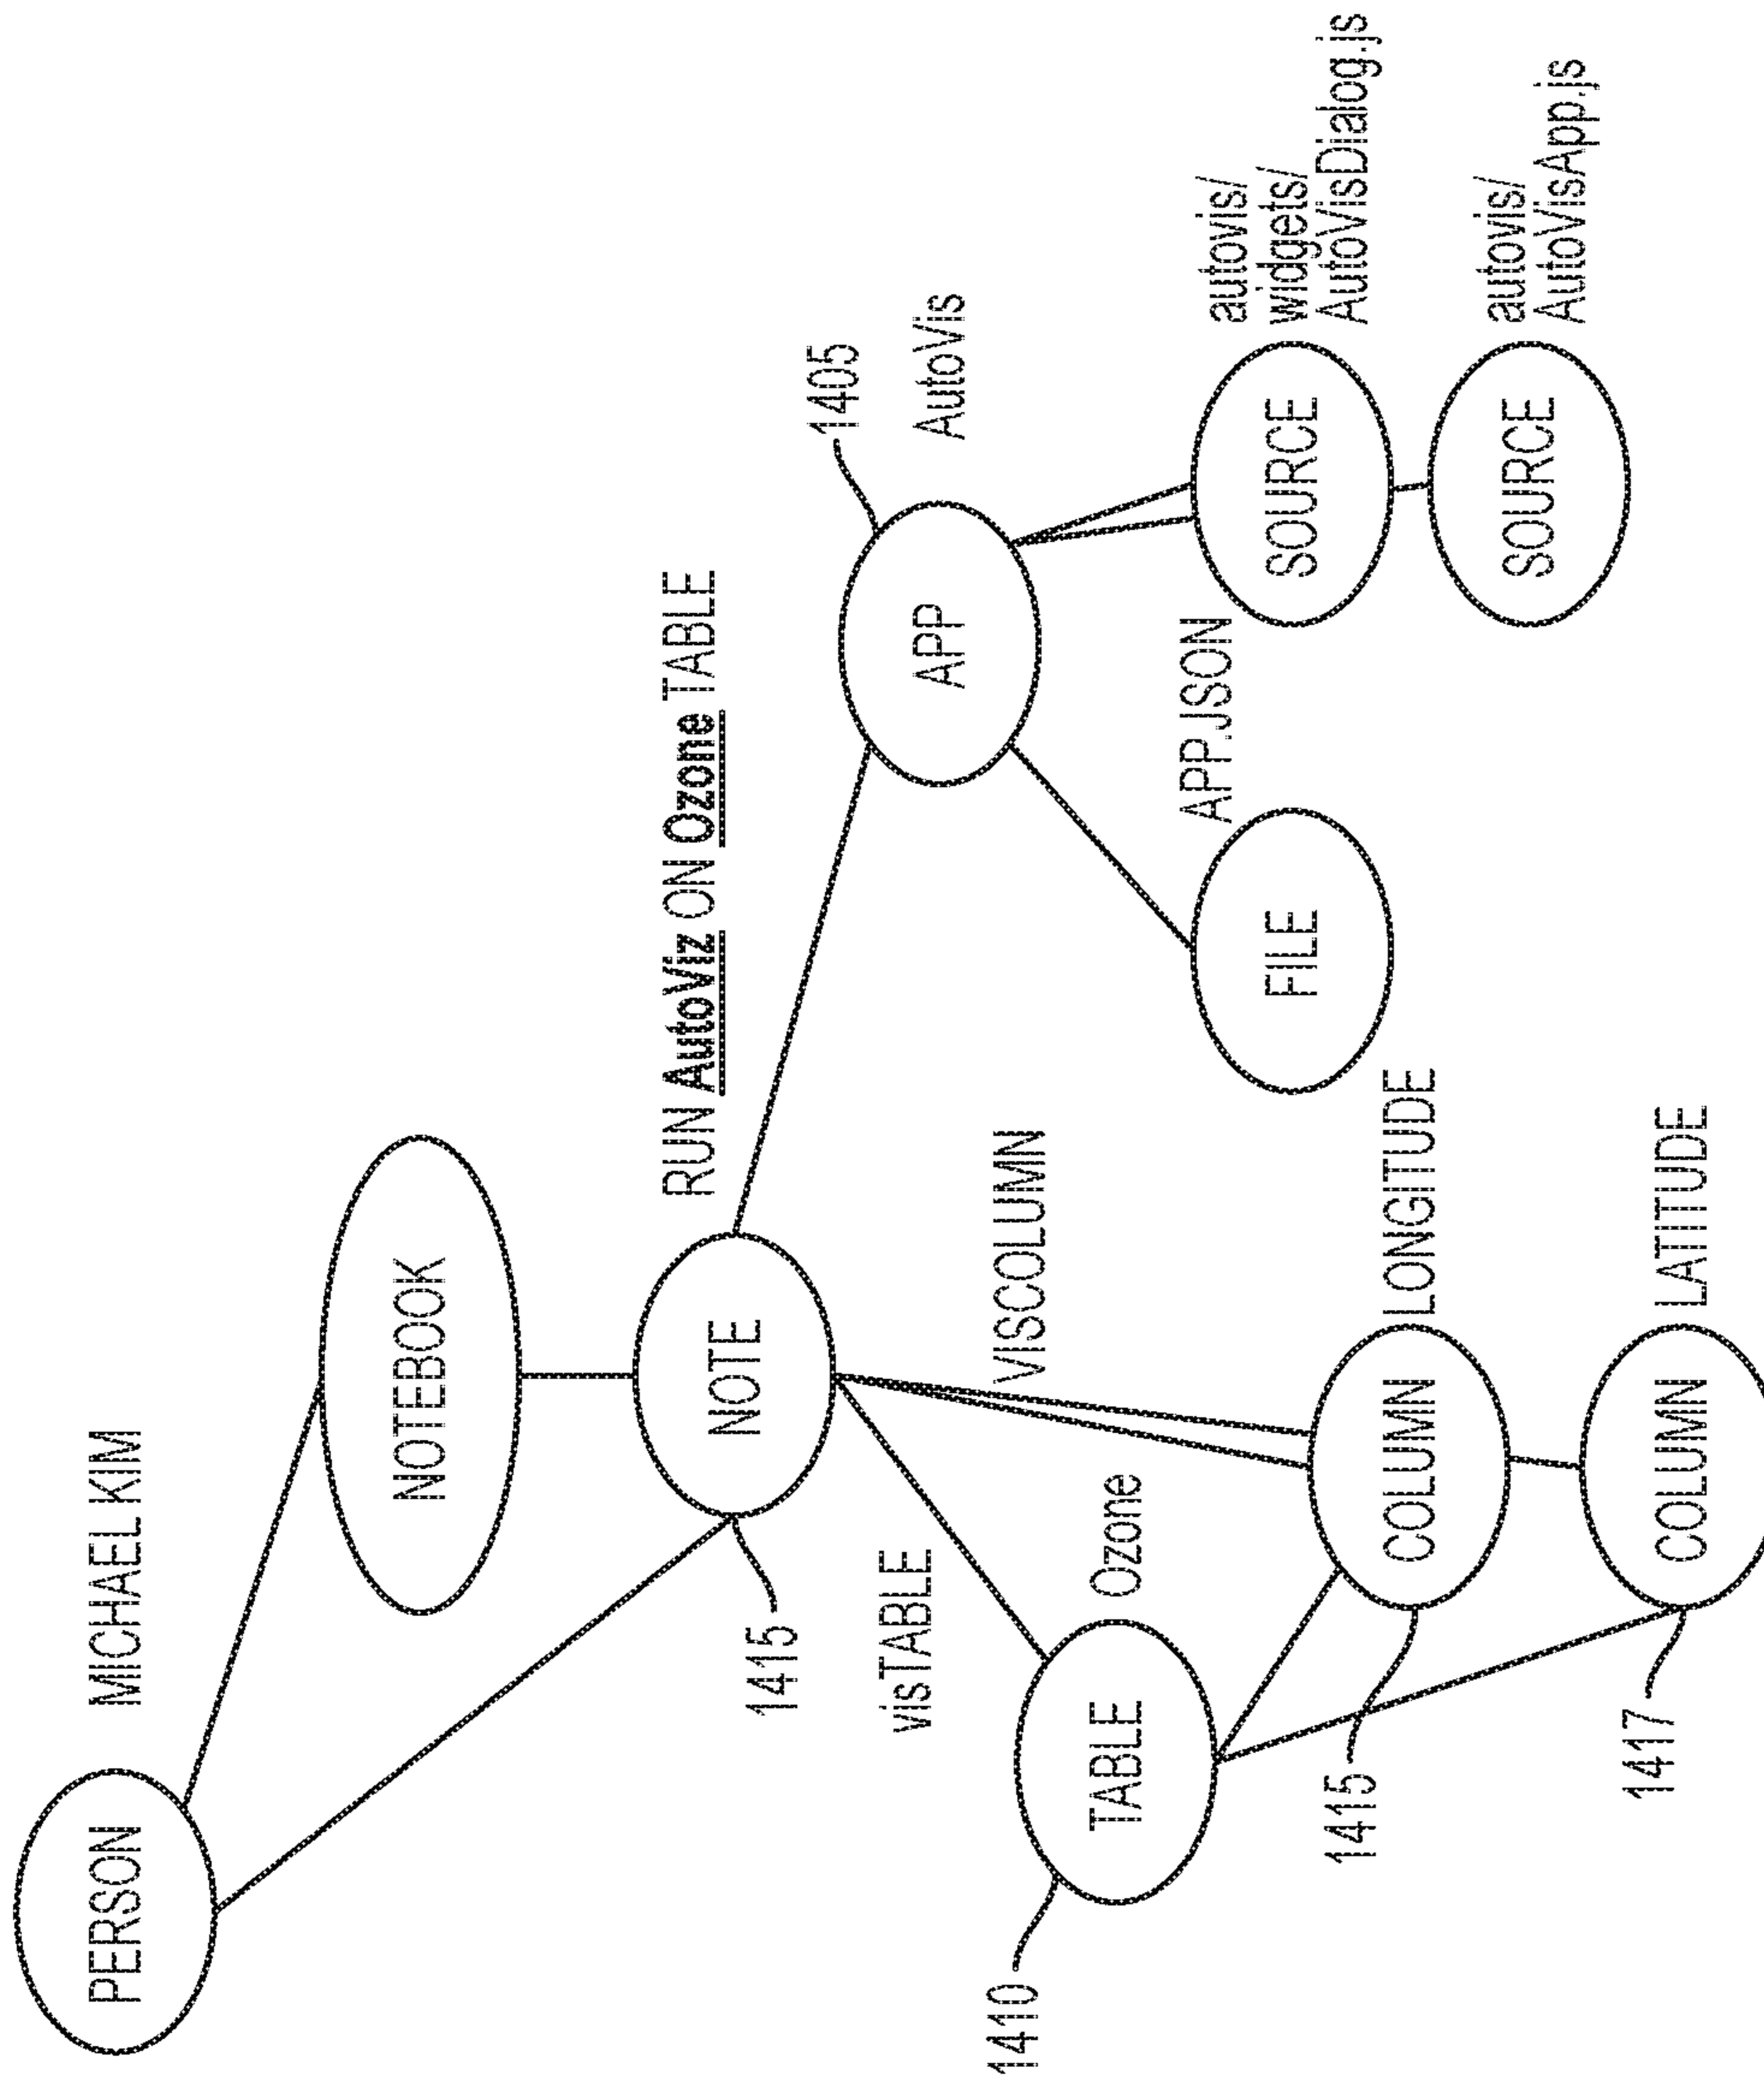 PERSON
MICHAEL KIM
NOTEBOOK
NOTE
1415
RUN AutoViz ON Ozone TABLE
1405
APP
AutoVis
visTABLE
VISCOLUMN
1410
TABLE
Ozone
APP.JSON
FILE
SOURCE
autovis/
widgets/
AutoVisDialog.js
1415
COLUMN
LONGITUDE
SOURCE
autovis/
AutoVisApp.js
1417
COLUMN
LATITUDE